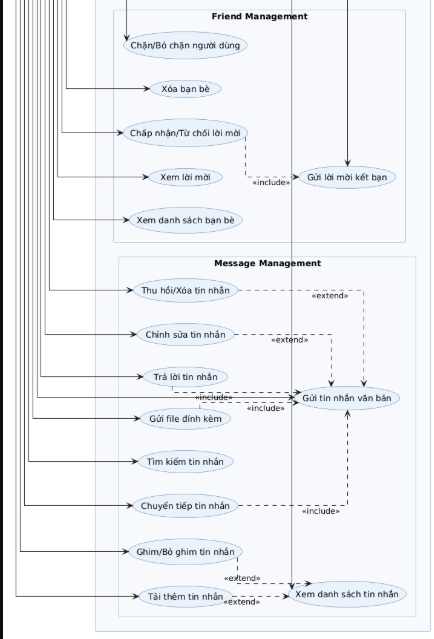 Friend Management
Chặn/Bỏ chặn người dùng
Xóa bạn bè
Chấp nhận/Từ chối lời mời
Xem lời mời
«include»
Gửi lời mời kết bạn
Xem danh sách bạn bè
Message Management
Thu hồi/Xóa tin nhắn
«extend»
Chỉnh sửa tin nhắn
«extend»
Trả lời tin nhắn
«include»
Gửi tin nhắn văn bản
«include»
Gửi file đính kèm
Tìm kiếm tin nhắn
Chuyển tiếp tin nhắn
«include»
Ghim/Bỏ ghim tin nhắn
«extend»
Tải thêm tin nhắn
«extend»
Xem danh sách tin nhắn